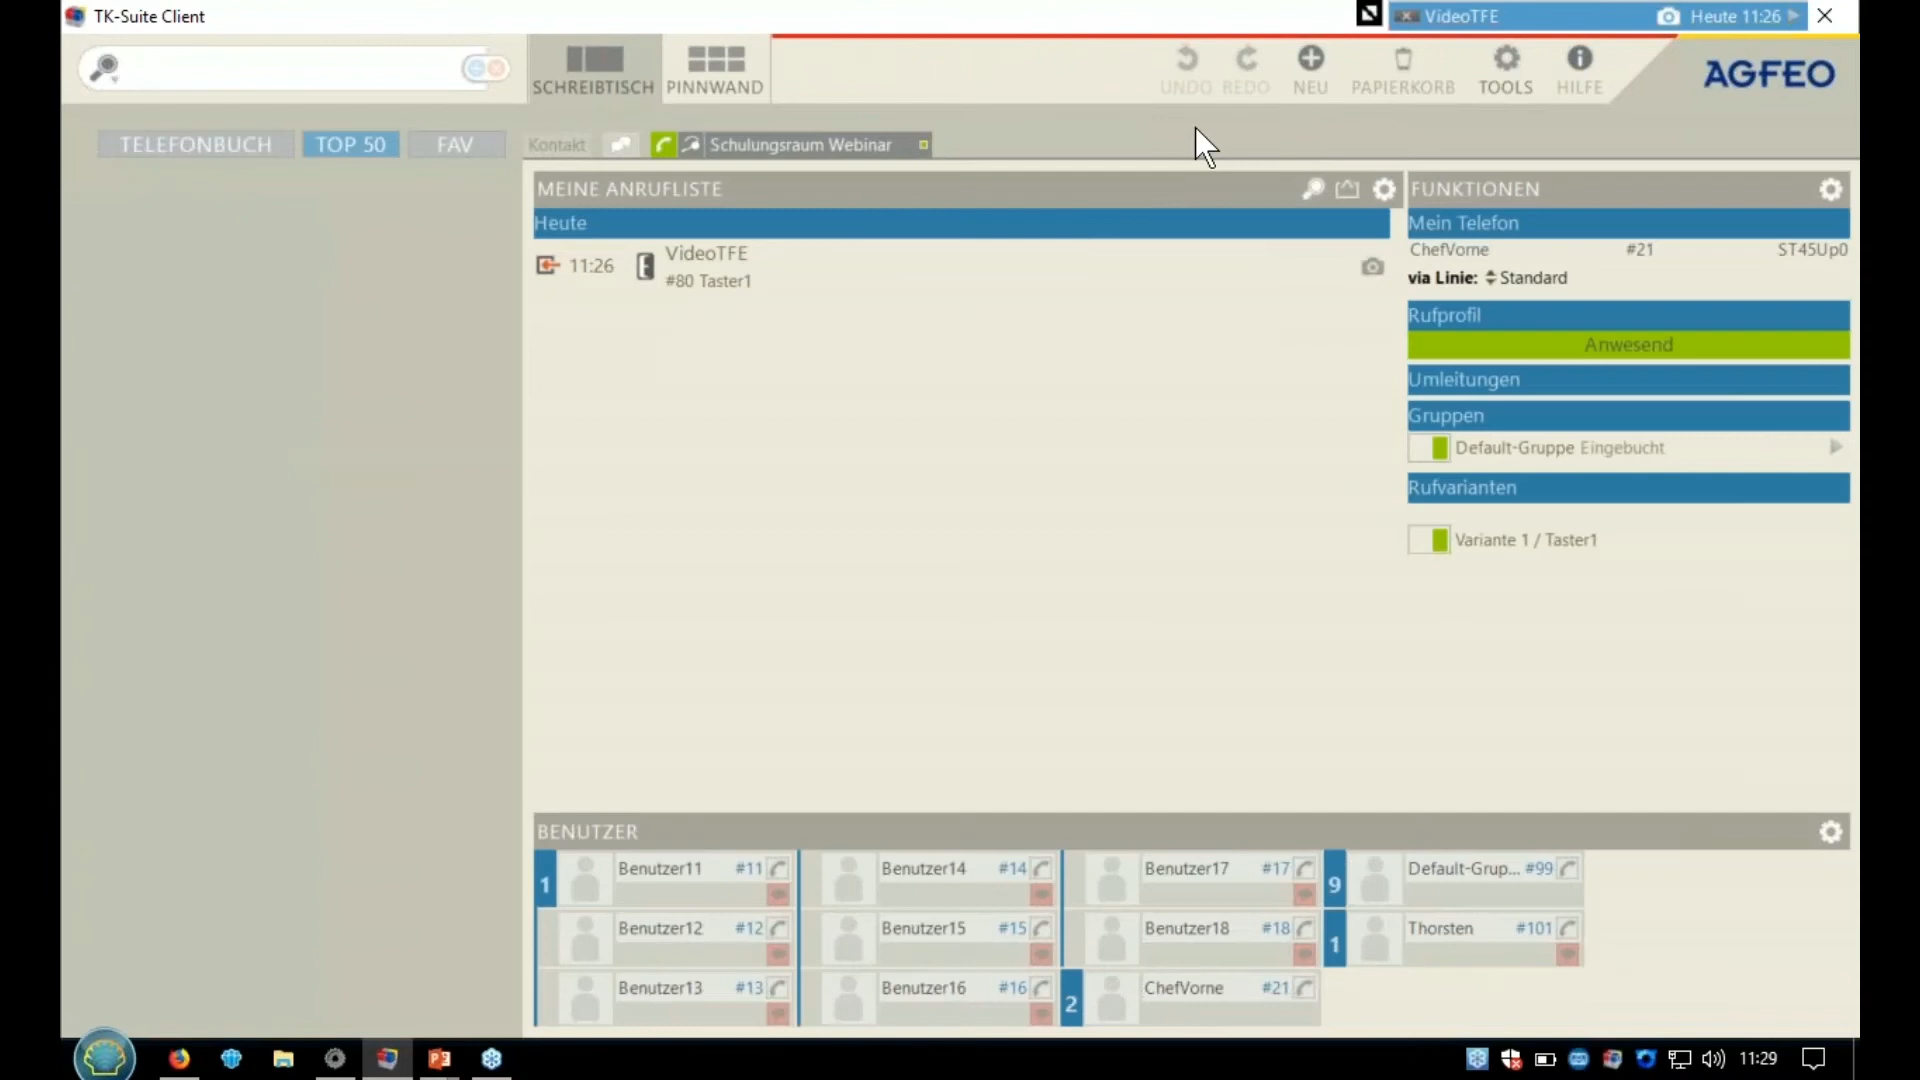 TK-Suite Client
VideoTFE
Heute 11:26
SCHREIBTISCH
PINNWAND
UNDO
REDO
NEU
PAPIERKORB
TOOLS
HILFE
AGFEO
TELEFONBUCH
TOP 50
FAV
Kontakt
Schulungsraum Webinar
MEINE ANRUFLISTE
Heute
11:26
VideoTFE
#80 Taster1
FUNKTIONEN
Mein Telefon
ChefVorne #21 ST45Up0
via Linie: Standard
Rufprofil
Anwesend
Umleitungen
Gruppen
Default-Gruppe Eingebucht
Rufvarianten
Variante 1 / Taster1
BENUTZER
1
Benutzer11 #11
Benutzer12 #12
Benutzer13 #13
Benutzer14 #14
Benutzer15 #15
Benutzer16 #16
Benutzer17 #17
Benutzer18 #18
2
ChefVorne #21
9
Default-Grup... #99
1
Thorsten #101
11:29